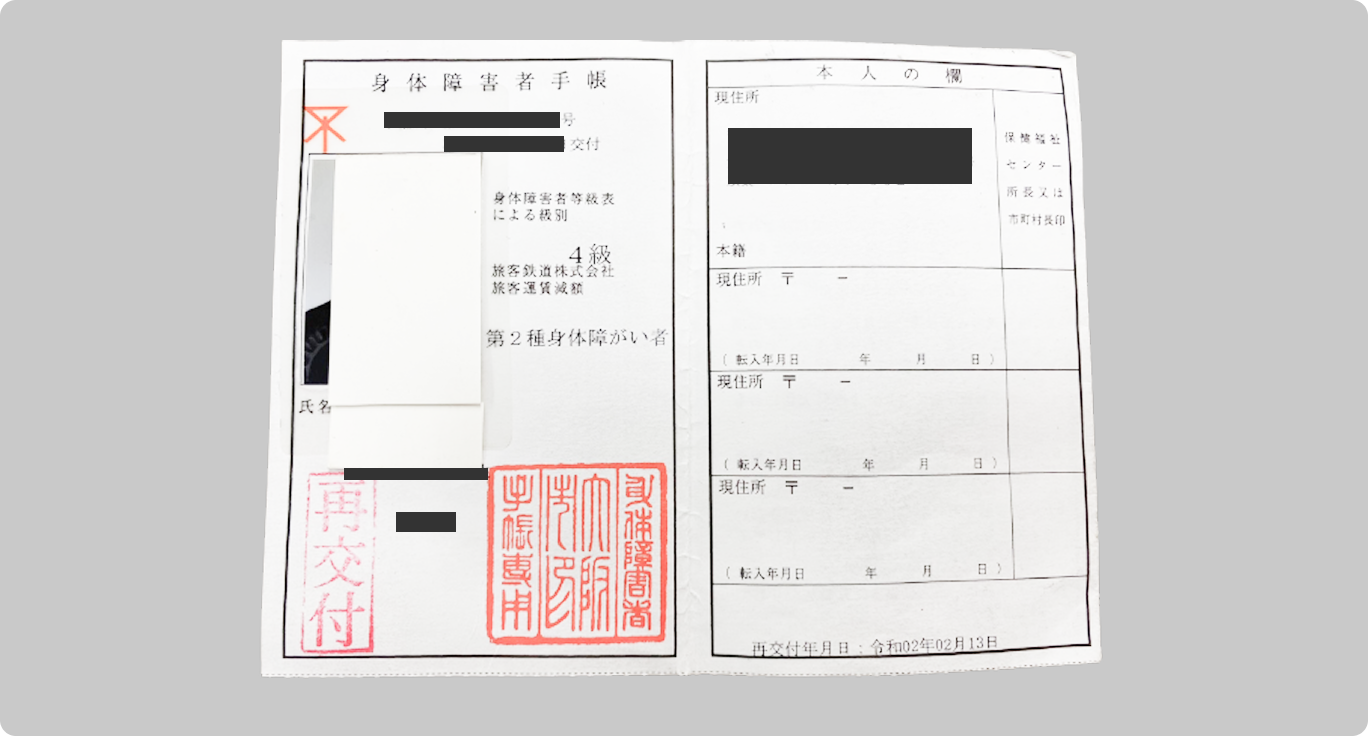 身体障害者手帳
号
交付
身体障害者等級表
による級別
4級
旅客鉄道株式会社
旅客運賃減額
第2種身体障がい者
氏名
再交付
身体障害者
大阪市印
手帳専用
本人の欄
現住所
保健福祉
センター
所長又は
市町村長印
本籍
現住所 〒 ー
(転入年月日 年 月 日)
現住所 〒 ー
(転入年月日 年 月 日)
現住所 〒 ー
(転入年月日 年 月 日)
再交付年月日:令和02年02月13日